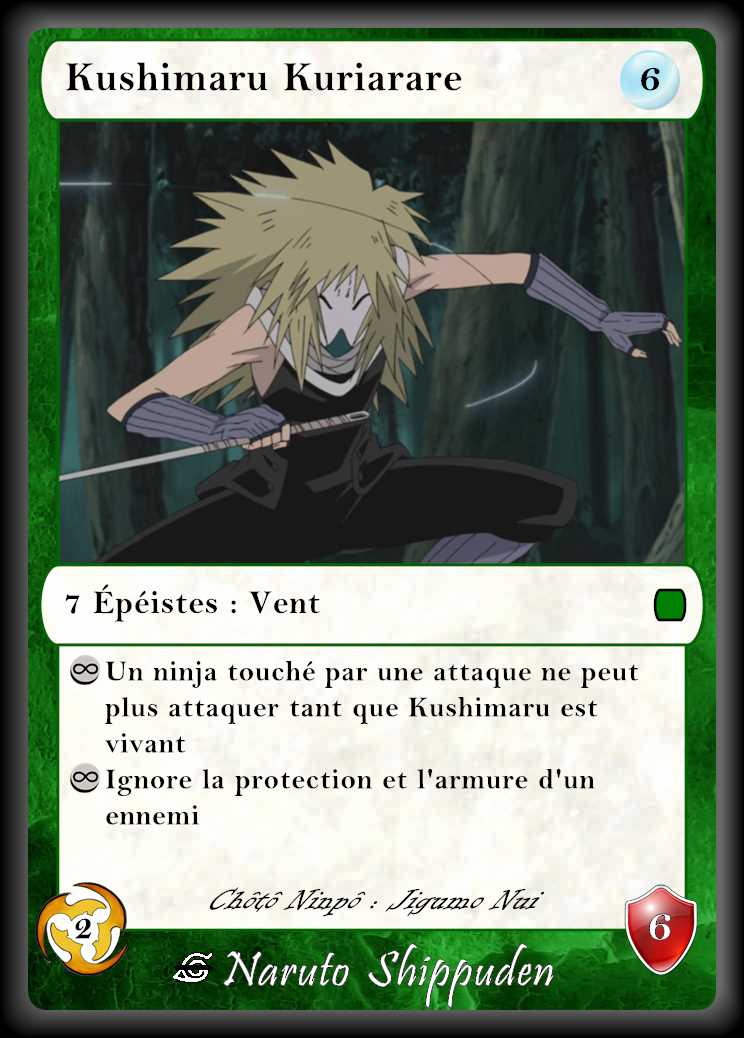 Kushimaru Kuriarare 6
7 Épéistes : Vent
∞ Un ninja touché par une attaque ne peut
plus attaquer tant que Kushimaru est
vivant
∞ Ignore la protection et l'armure d'un
ennemi
Chôtô Ninpô : Jigumo Nui
2
6
Naruto Shippuden